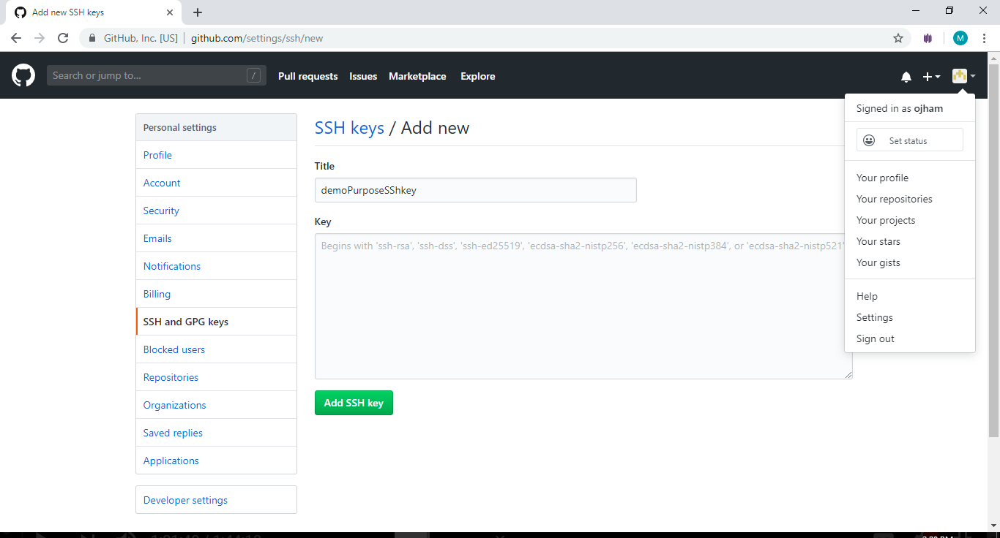 Add new SSH keys
GitHub, Inc. [US] github.com/settings/ssh/new
M
Search or jump to... /
Pull requests Issues Marketplace Explore
Signed in as ojham
Set status
Your profile
Your repositories
Your projects
Your stars
Your gists
Help
Settings
Sign out
Personal settings
Profile
Account
Security
Emails
Notifications
Billing
SSH and GPG keys
Blocked users
Repositories
Organizations
Saved replies
Applications
Developer settings
SSH keys / Add new
Title
demoPurposeSShkey
Key
Begins with 'ssh-rsa', 'ssh-dss', 'ssh-ed25519', 'ecdsa-sha2-nistp256', 'ecdsa-sha2-nistp384', or 'ecdsa-sha2-nistp521'
Add SSH key